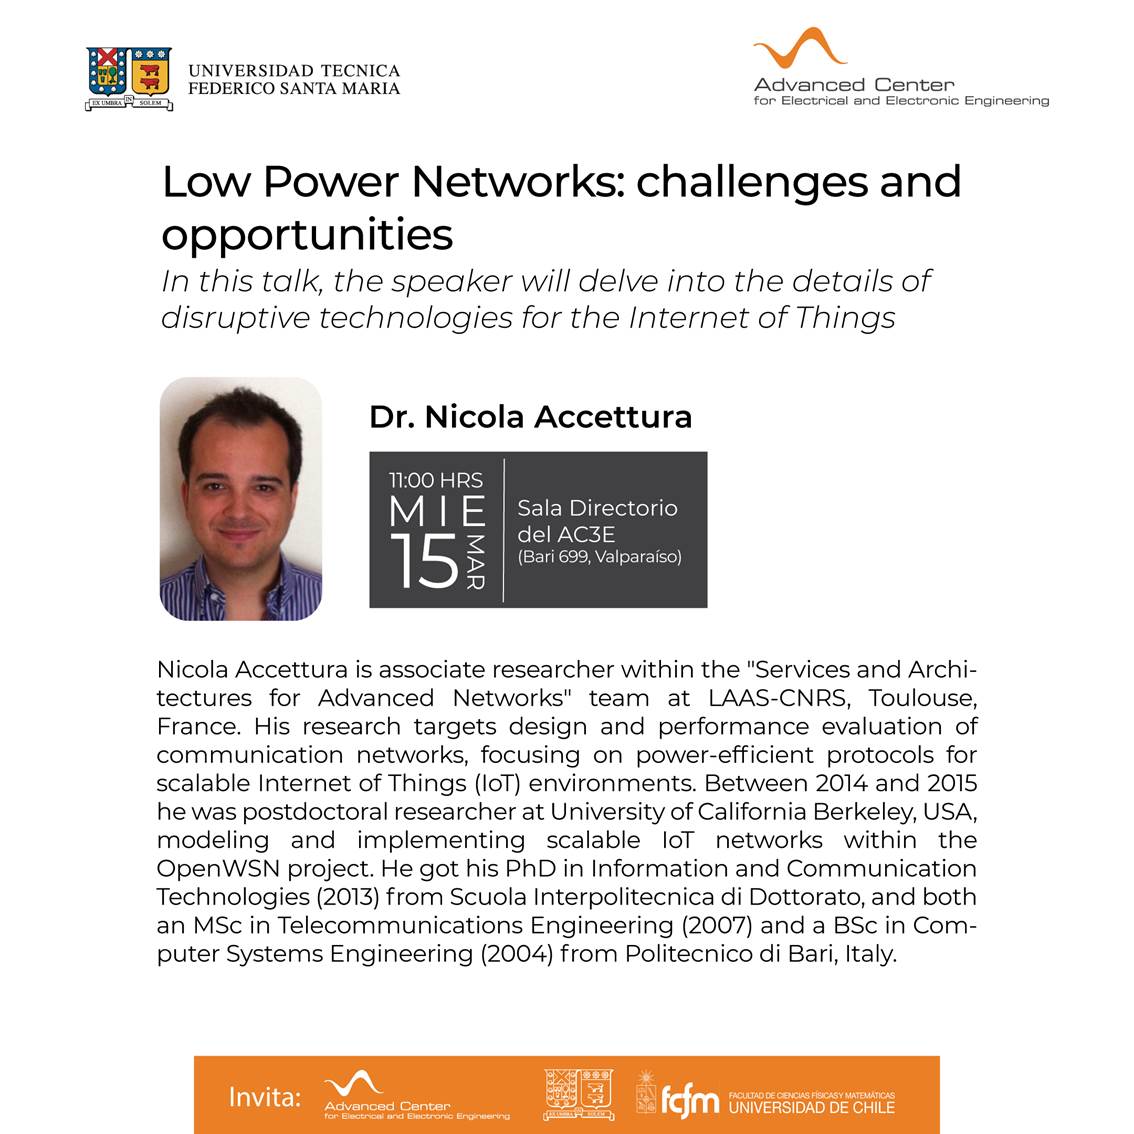 UNIVERSIDAD TECNICA
FEDERICO SANTA MARIA
EX UMBRA IN SOLEM
Advanced Center
for Electrical and Electronic Engineering
Low Power Networks: challenges and
opportunities
In this talk, the speaker will delve into the details of
disruptive technologies for the Internet of Things
Dr. Nicola Accettura
11:00 HRS
MIE
15
MAR
Sala Directorio
del AC3E
(Bari 699, Valparaíso)
Nicola Accettura is associate researcher within the "Services and Archi-
tectures for Advanced Networks" team at LAAS-CNRS, Toulouse,
France. His research targets design and performance evaluation of
communication networks, focusing on power-efficient protocols for
scalable Internet of Things (IoT) environments. Between 2014 and 2015
he was postdoctoral researcher at University of California Berkeley, USA,
modeling and implementing scalable IoT networks within the
OpenWSN project. He got his PhD in Information and Communication
Technologies (2013) from Scuola Interpolitecnica di Dottorato, and both
an MSc in Telecommunications Engineering (2007) and a BSc in Com-
puter Systems Engineering (2004) from Politecnico di Bari, Italy.
Invita:
Advanced Center
for Electrical and Electronic Engineering
EX UMBRA IN SOLEM
fcfm
FACULTAD DE CIENCIAS FÍSICAS Y MATEMÁTICAS
UNIVERSIDAD DE CHILE